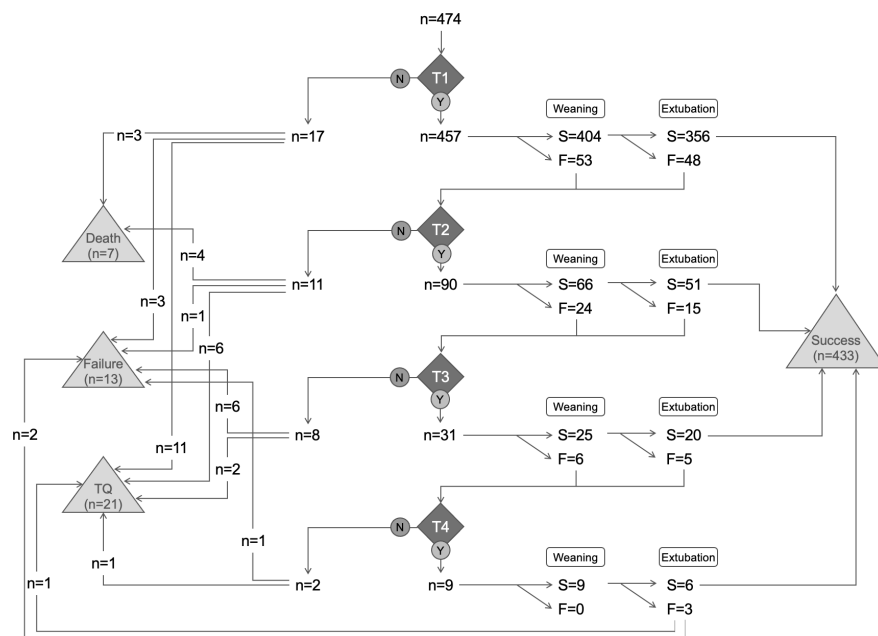 n=474
T1
N
Y
Weaning
Extubation
n=3
n=17
n=457
S=404
S=356
F=53
F=48
T2
N
Y
Death
(n=7)
n=4
Weaning
Extubation
n=11
n=90
S=66
S=51
F=24
F=15
n=3
n=1
n=6
Success
(n=433)
Failure
(n=13)
T3
N
Y
Weaning
Extubation
n=6
n=2
n=8
n=31
S=25
S=20
F=6
F=5
n=11
n=2
TQ
(n=21)
T4
N
Y
n=1
Weaning
Extubation
n=1
n=1
n=2
n=9
S=9
S=6
F=0
F=3